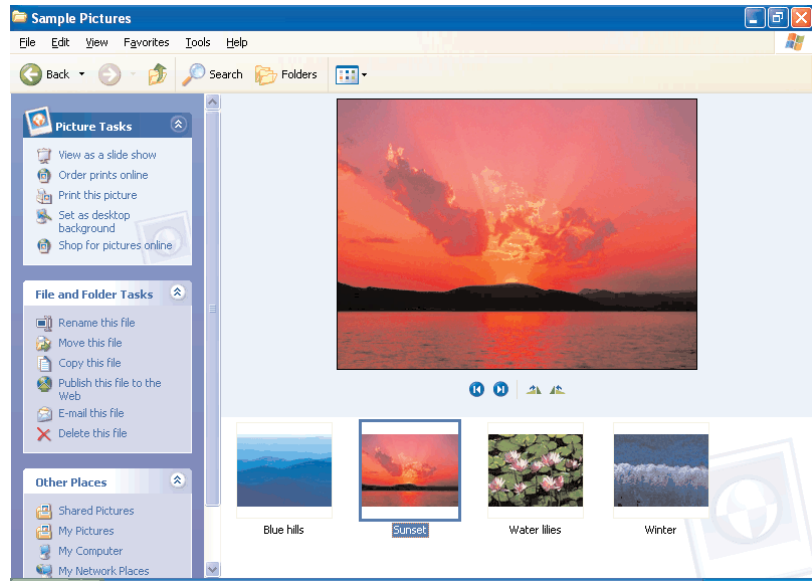 Sample Pictures
File Edit View Favorites Tools Help
Back Search Folders
Picture Tasks
View as a slide show
Order prints online
Print this picture
Set as desktop
background
Shop for pictures online
File and Folder Tasks
Rename this file
Move this file
Copy this file
Publish this file to the
Web
E-mail this file
Delete this file
Other Places
Shared Pictures
My Pictures
My Computer
My Network Places
Blue hills Sunset Water lilies Winter